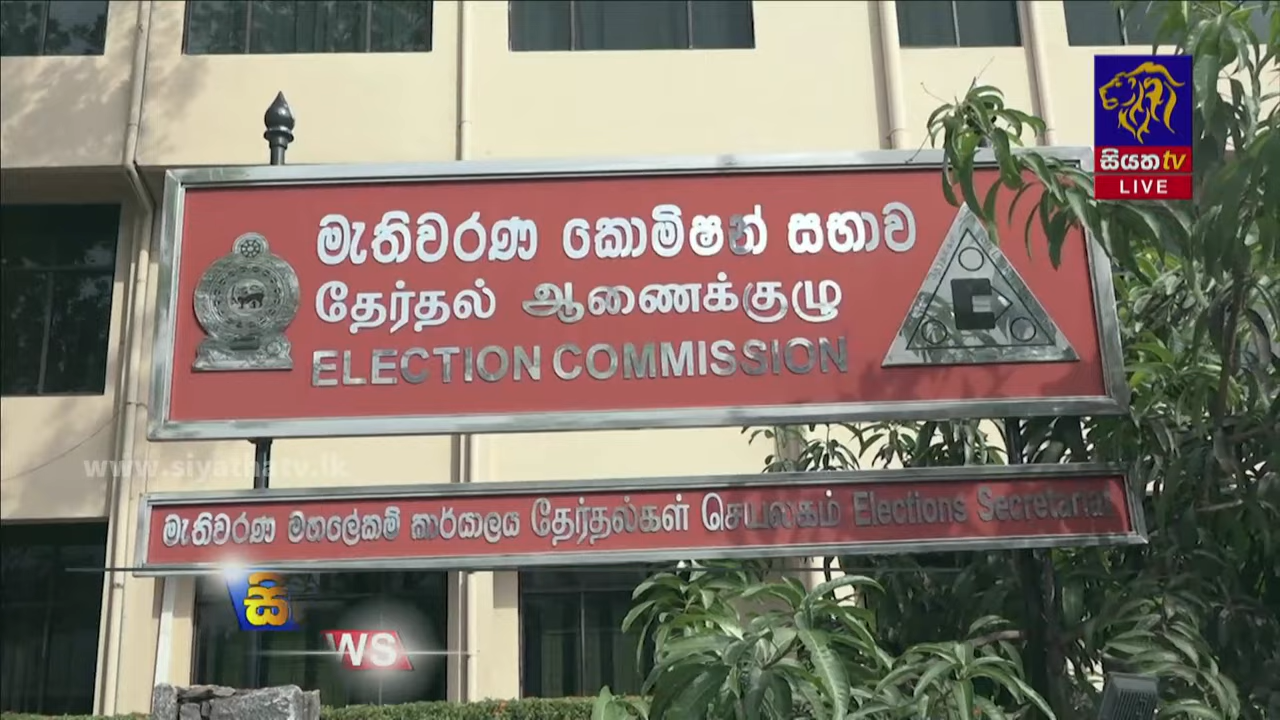 සියත tv
LIVE
මැතිවරණ කොමිෂන් සභාව
தேர்தல் ஆணைக்குழு
ELECTION COMMISSION
www.siyathatv.lk
මැතිවරණ මහලේකම් කාර්යාලය தேர்தல்கள் செயலகம் Elections Secretariat
සි
WS